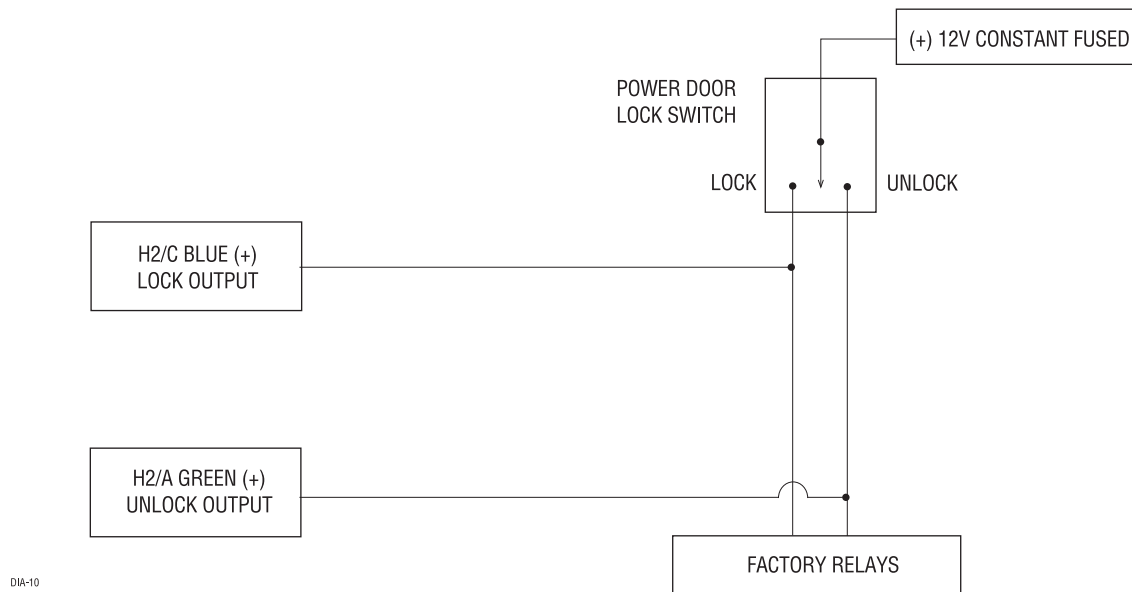 (+) 12V CONSTANT FUSED
POWER DOOR
LOCK SWITCH
LOCK
UNLOCK
H2/C BLUE (+)
LOCK OUTPUT
H2/A GREEN (+)
UNLOCK OUTPUT
FACTORY RELAYS
DIA-10